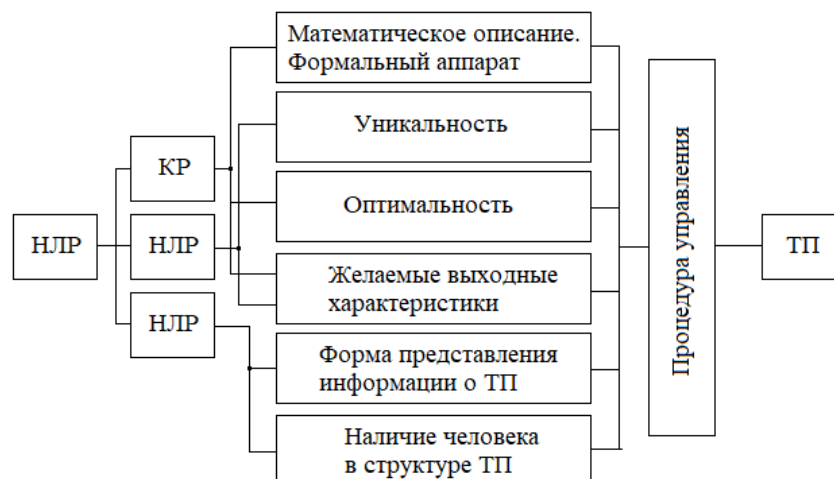 НЛР
КР
НЛР
НЛР
Математическое описание.
Формальный аппарат
Уникальность
Оптимальность
Желаемые выходные
характеристики
Форма представления
информации о ТП
Наличие человека
в структуре ТП
Процедура управления
ТП